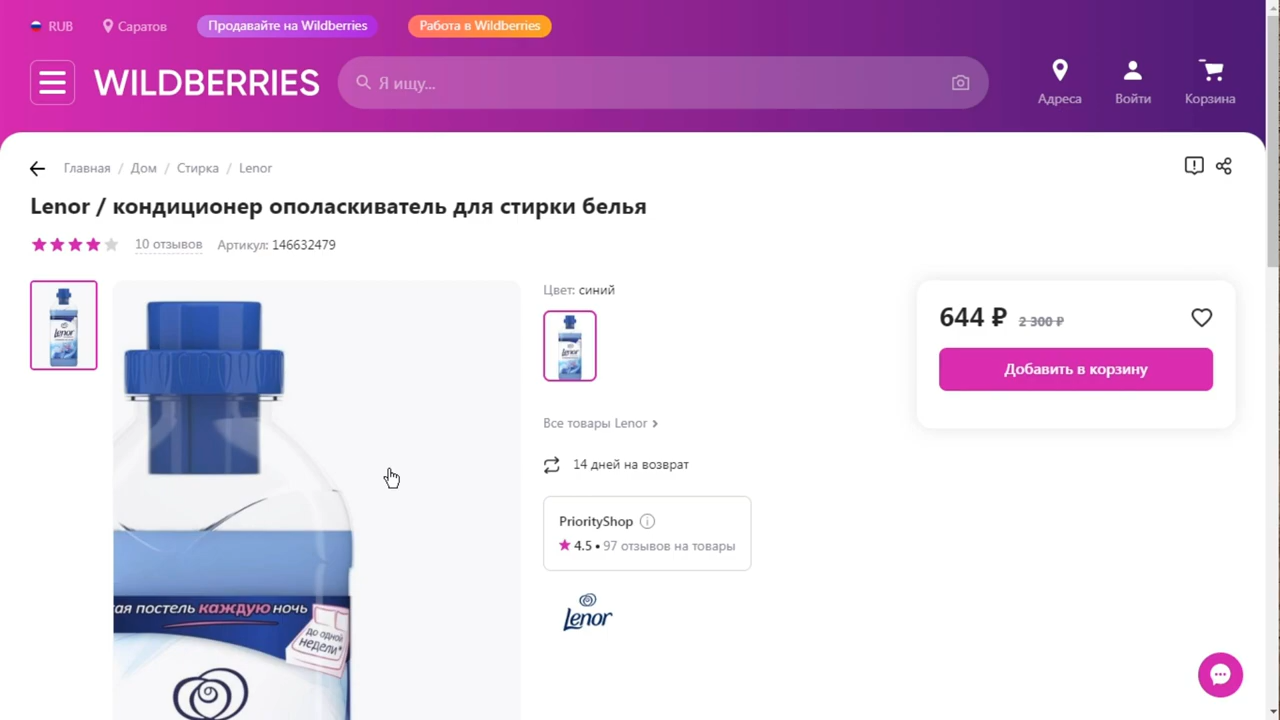 RUB
Саратов
Продавайте на Wildberries
Работа в Wildberries
WILDBERRIES
Я ищу...
Адреса
Войти
Корзина
Главная / Дом / Стирка / Lenor
Lenor / кондиционер ополаскиватель для стирки белья
10 отзывов
Артикул: 146632479
Lenor
ая постель каждую ночь
до одной
недели*
Цвет: синий
Lenor
Все товары Lenor
14 дней на возврат
PriorityShop
4.5 • 97 отзывов на товары
Lenor
644 ₽ 2 300 ₽
Добавить в корзину